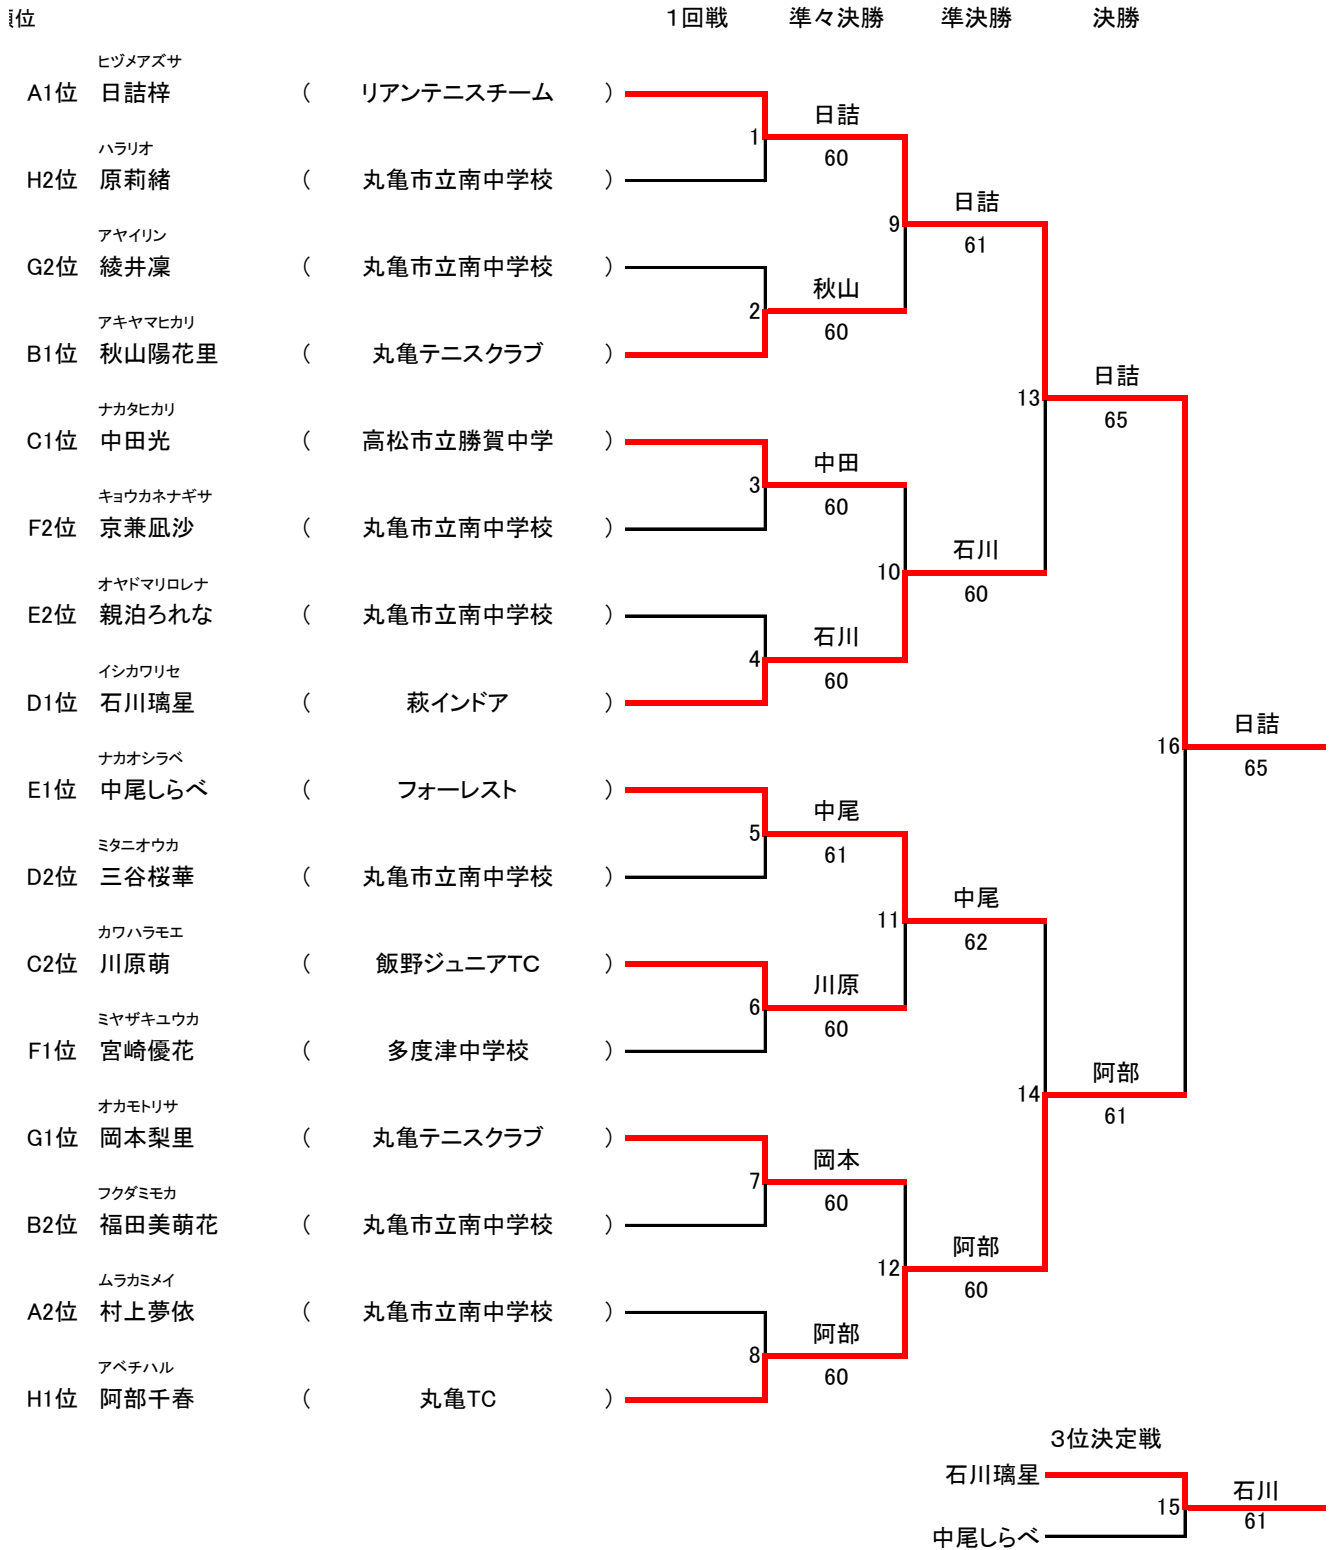 位 1回戦 準々決勝 準決勝 決勝
ヒヅメアズサ
A1位 日詰梓 ( リアンテニスチーム )
日詰
1
60
ハラリオ
H2位 原莉緒 ( 丸亀市立南中学校 )
日詰
9
61
アヤイリン
G2位 綾井凜 ( 丸亀市立南中学校 )
秋山
2
60
アキヤマヒカリ
B1位 秋山陽花里 ( 丸亀テニスクラブ )
日詰
13
65
ナカタヒカリ
C1位 中田光 ( 高松市立勝賀中学 )
中田
3
60
キョウカネナギサ
F2位 京兼凪沙 ( 丸亀市立南中学校 )
石川
10
60
オヤドマリロレナ
E2位 親泊ろれな ( 丸亀市立南中学校 )
石川
4
60
イシカワリセ
D1位 石川璃星 ( 萩インドア )
日詰
16
65
ナカオシラベ
E1位 中尾しらべ ( フォーレスト )
中尾
5
61
ミタニオウカ
D2位 三谷桜華 ( 丸亀市立南中学校 )
中尾
11
62
カワハラモエ
C2位 川原萌 ( 飯野ジュニアTC )
川原
6
60
ミヤザキユウカ
F1位 宮崎優花 ( 多度津中学校 )
阿部
14
61
オカモトリサ
G1位 岡本梨里 ( 丸亀テニスクラブ )
岡本
7
60
フクダミモカ
B2位 福田美萌花 ( 丸亀市立南中学校 )
阿部
12
60
ムラカミメイ
A2位 村上夢依 ( 丸亀市立南中学校 )
阿部
8
60
アベチハル
H1位 阿部千春 ( 丸亀TC )
3位決定戦
石川璃星
石川
15
61
中尾しらべ